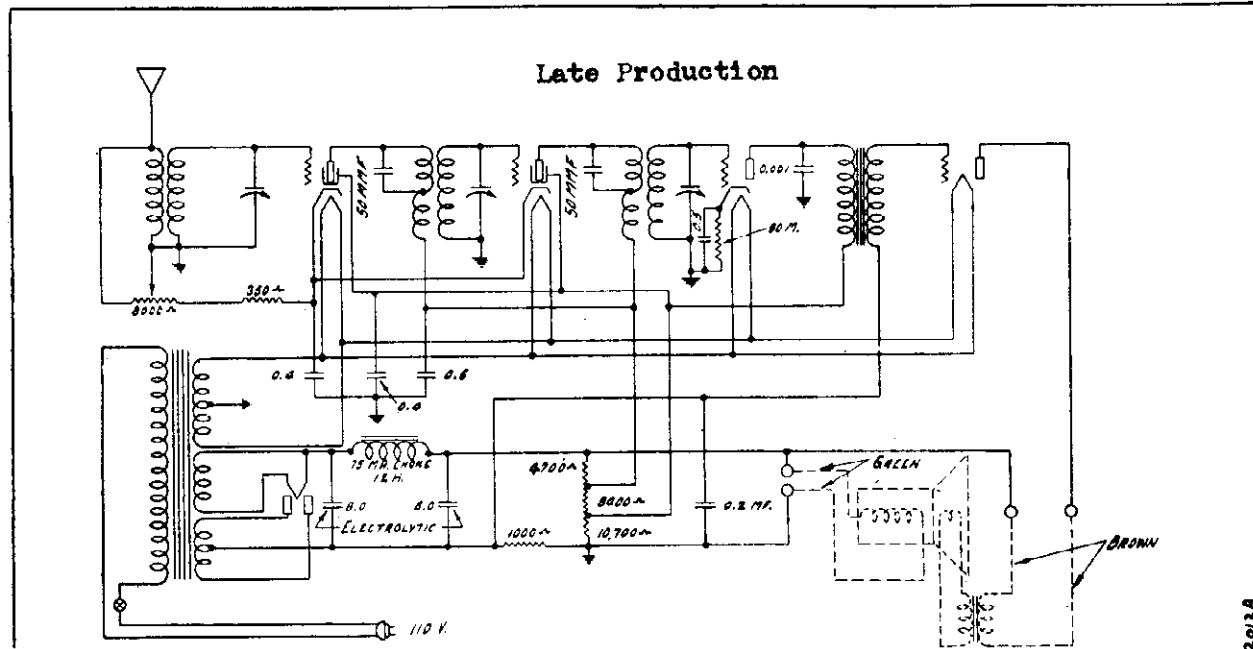 Late Production
50 MMF
50 MMF
0.001
0.5
80 M.
350 Ω
8000 Ω
0.4
0.4
0.6
75 MA. CHOKE
12 H.
8.0
8.0
ELECTROLYTIC
4700 Ω
8000 Ω
10,700 Ω
1000 Ω
0.2 MF.
GREEN
BROWN
110 V.